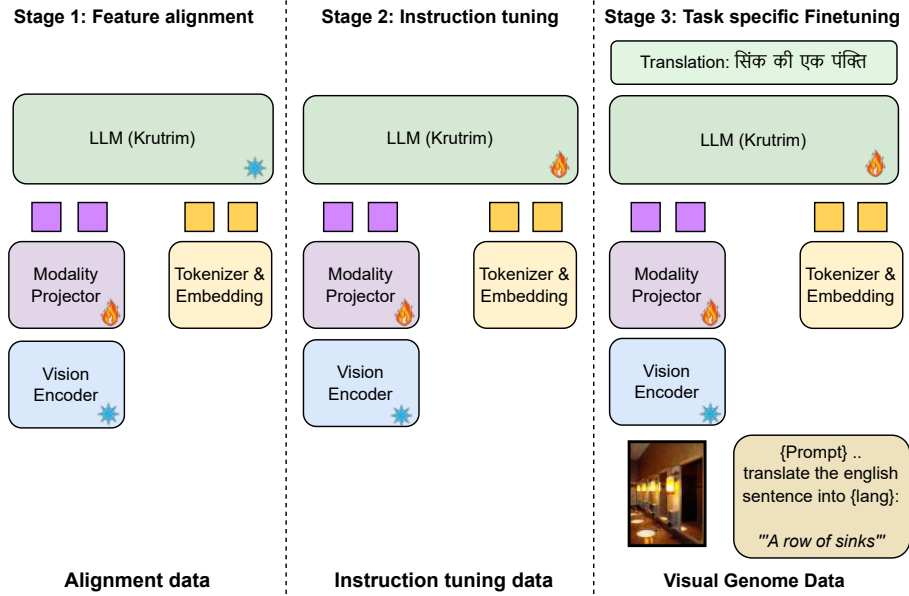 Stage 1: Feature alignment
LLM (Krutrim)
Modality
Projector
Tokenizer &
Embedding
Vision
Encoder
Alignment data
Stage 2: Instruction tuning
LLM (Krutrim)
Modality
Projector
Tokenizer &
Embedding
Vision
Encoder
Instruction tuning data
Stage 3: Task specific Finetuning
Translation: सिंक की एक पंक्ति
LLM (Krutrim)
Modality
Projector
Tokenizer &
Embedding
Vision
Encoder
{Prompt} ..
translate the english
sentence into {lang}:
"'A row of sinks"'
Visual Genome Data